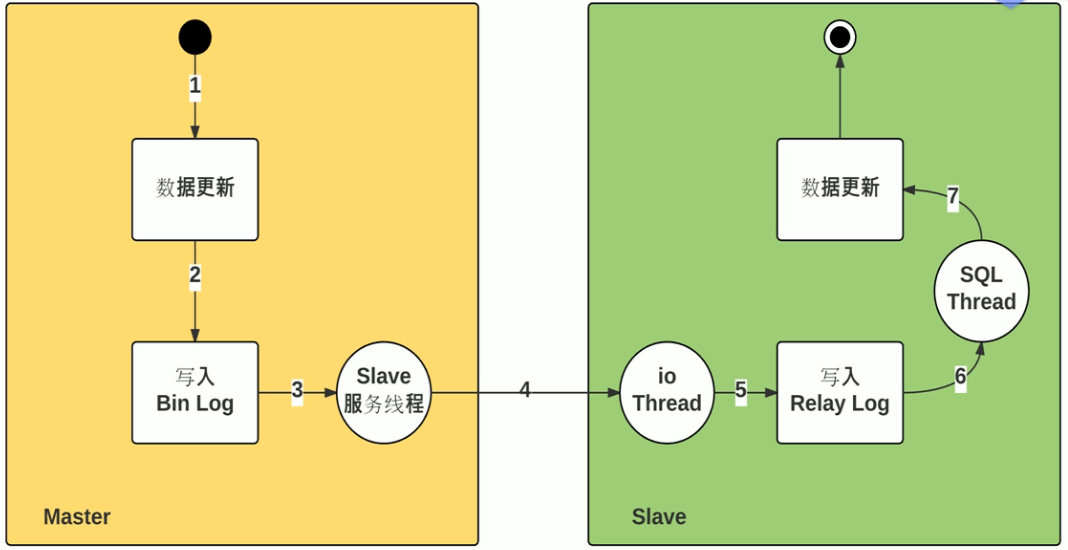 1
数据更新
2
写入
Bin Log
3
Slave
服务线程
4
Master
io
Thread
5
写入
Relay Log
6
SQL
Thread
7
数据更新
Slave